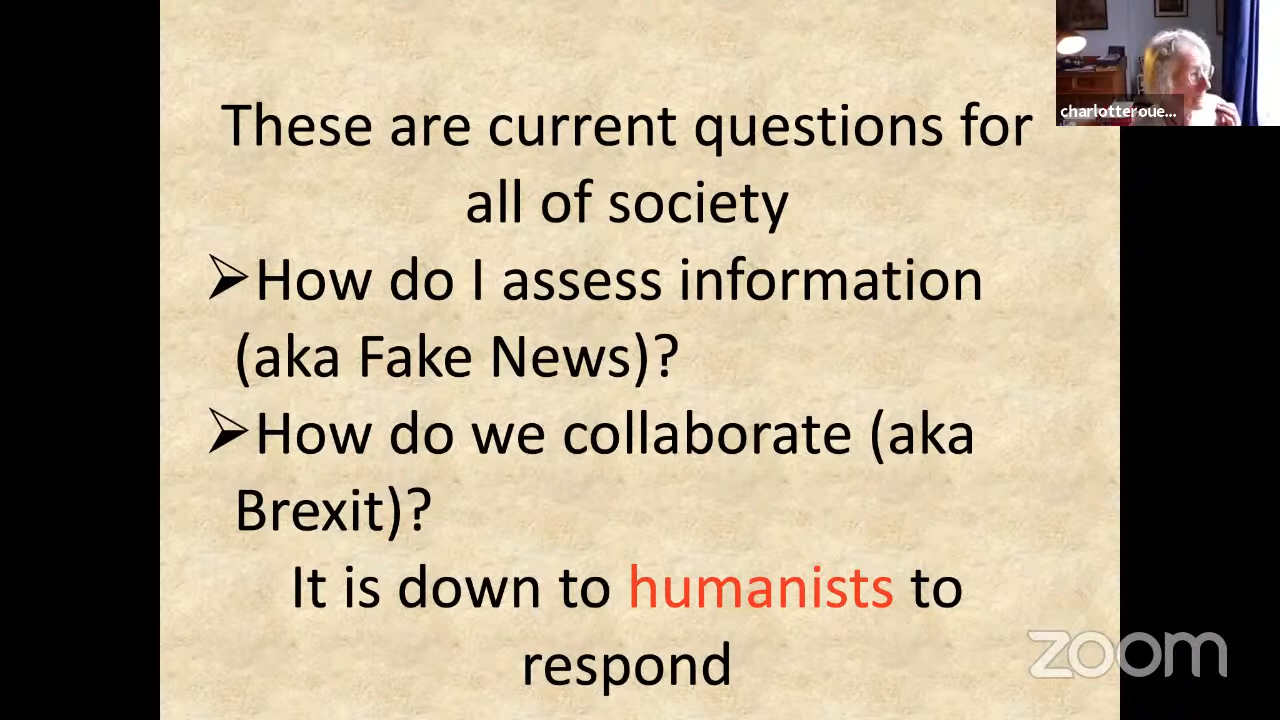 These are current questions for
all of society
➢How do I assess information
(aka Fake News)?
➢How do we collaborate (aka
Brexit)?
It is down to humanists to
respond
charlotteroue...
zoom